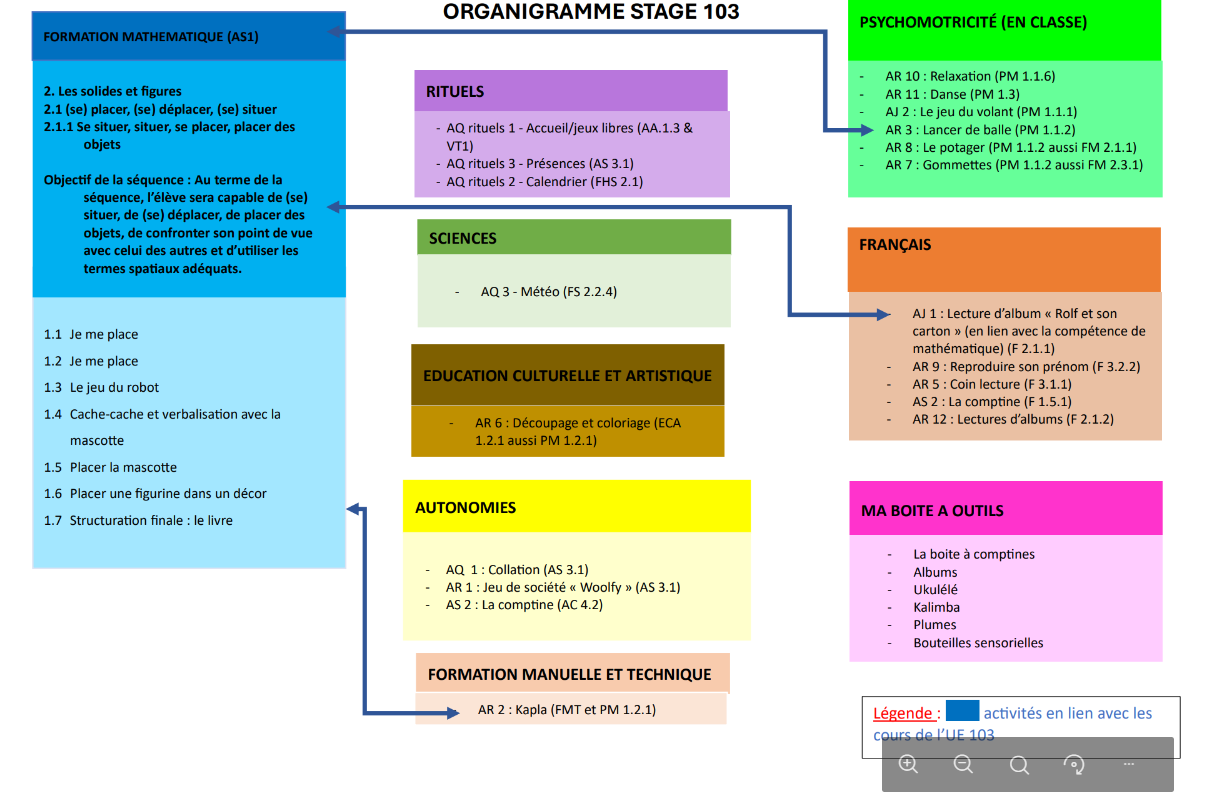 ORGANIGRAMME STAGE 103
FORMATION MATHEMATIQUE (AS1)
2. Les solides et figures
2.1 (se) placer, (se) déplacer, (se) situer
2.1.1 Se situer, situer, se placer, placer des
objets
Objectif de la séquence : Au terme de la
séquence, l'élève sera capable de (se)
situer, de (se) déplacer, de placer des
objets, de confronter son point de vue
avec celui des autres et d'utiliser les
termes spatiaux adéquats.
1.1 Je me place
1.2 Je me place
1.3 Le jeu du robot
1.4 Cache-cache et verbalisation avec la
mascotte
1.5 Placer la mascotte
1.6 Placer une figurine dans un décor
1.7 Structuration finale : le livre
RITUELS
- AQ rituels 1 - Accueil/jeux libres (AA.1.3 &
VT1)
- AQ rituels 3 - Présences (AS 3.1)
- AQ rituels 2 - Calendrier (FHS 2.1)
SCIENCES
- AQ 3 - Météo (FS 2.2.4)
EDUCATION CULTURELLE ET ARTISTIQUE
- AR 6 : Découpage et coloriage (ECA
1.2.1 aussi PM 1.2.1)
AUTONOMIES
- AQ 1 : Collation (AS 3.1)
- AR 1 : Jeu de société « Woolfy » (AS 3.1)
- AS 2 : La comptine (AC 4.2)
FORMATION MANUELLE ET TECHNIQUE
AR 2 : Kapla (FMT et PM 1.2.1)
PSYCHOMOTRICITÉ (EN CLASSE)
- AR 10 : Relaxation (PM 1.1.6)
- AR 11 : Danse (PM 1.3)
- AJ 2 : Le jeu du volant (PM 1.1.1)
- AR 3 : Lancer de balle (PM 1.1.2)
- AR 8 : Le potager (PM 1.1.2 aussi FM 2.1.1)
- AR 7 : Gommettes (PM 1.1.2 aussi FM 2.3.1)
FRANÇAIS
- AJ 1 : Lecture d'album « Rolf et son
carton » (en lien avec la compétence de
mathématique) (F 2.1.1)
- AR 9 : Reproduire son prénom (F 3.2.2)
- AR 5 : Coin lecture (F 3.1.1)
- AS 2 : La comptine (F 1.5.1)
- AR 12 : Lectures d'albums (F 2.1.2)
MA BOITE A OUTILS
- La boite à comptines
- Albums
- Ukulélé
- Kalimba
- Plumes
- Bouteilles sensorielles
Légende : activités en lien avec les
cours de l'UE 103